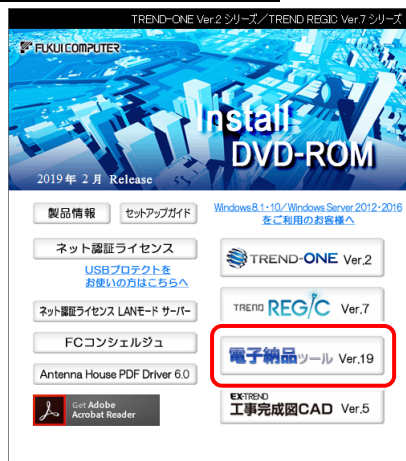 TREND-ONE Ver.2 シリーズ／TREND REGIC Ver.7 シリーズ
FUKUI COMPUTER
Install
DVD-ROM
2019年 2月 Release
製品情報
セットアップガイド
Windows8.1・10／Windows Server 2012・2016
をご利用のお客様へ
ネット認証ライセンス
USBプロテクトを
お使いの方はこちらへ
TREND-ONE Ver.2
ネット認証ライセンス LANモード サーバー
TREND REGIC Ver.7
FCコンシェルジュ
電子納品ツール Ver.19
Antenna House PDF Driver 6.0
EX-TREND
工事完成図CAD Ver.5
Get Adobe
Acrobat Reader